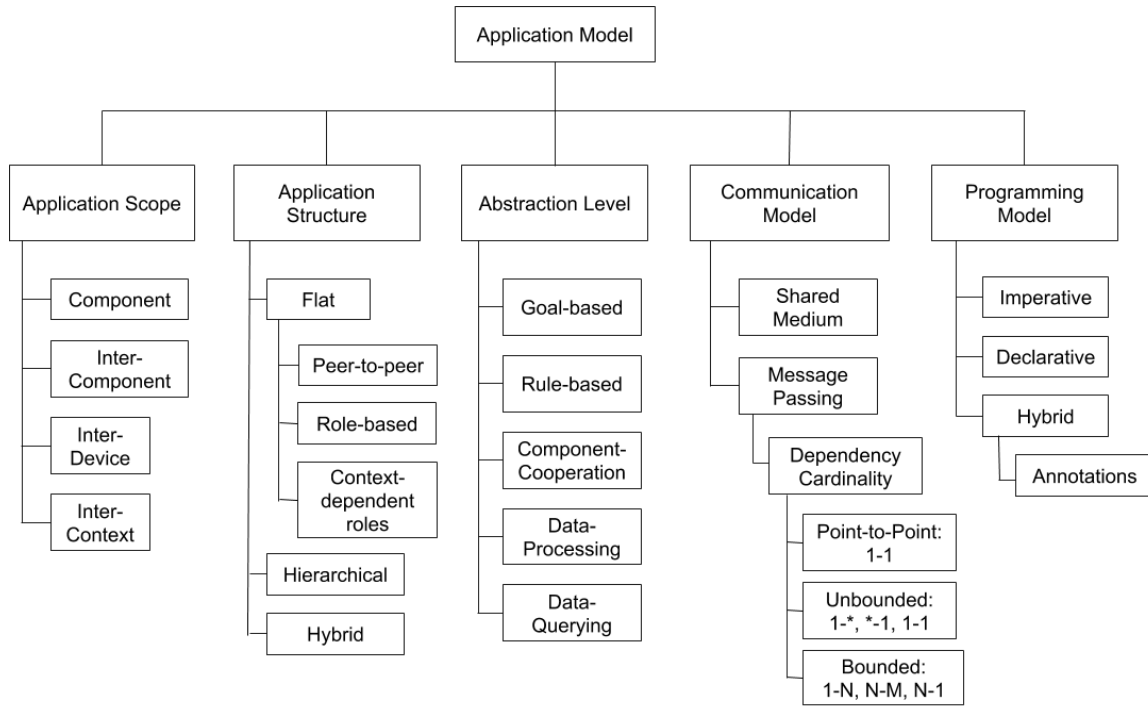 Application Model
Application Scope
Component
Inter-
Component
Inter-
Device
Inter-
Context
Application
Structure
Flat
Peer-to-peer
Role-based
Context-
dependent
roles
Hierarchical
Hybrid
Abstraction Level
Goal-based
Rule-based
Component-
Cooperation
Data-
Processing
Data-
Querying
Communication
Model
Shared
Medium
Message
Passing
Dependency
Cardinality
Point-to-Point:
1-1
Unbounded:
1-*, *-1, 1-1
Bounded:
1-N, N-M, N-1
Programming
Model
Imperative
Declarative
Hybrid
Annotations